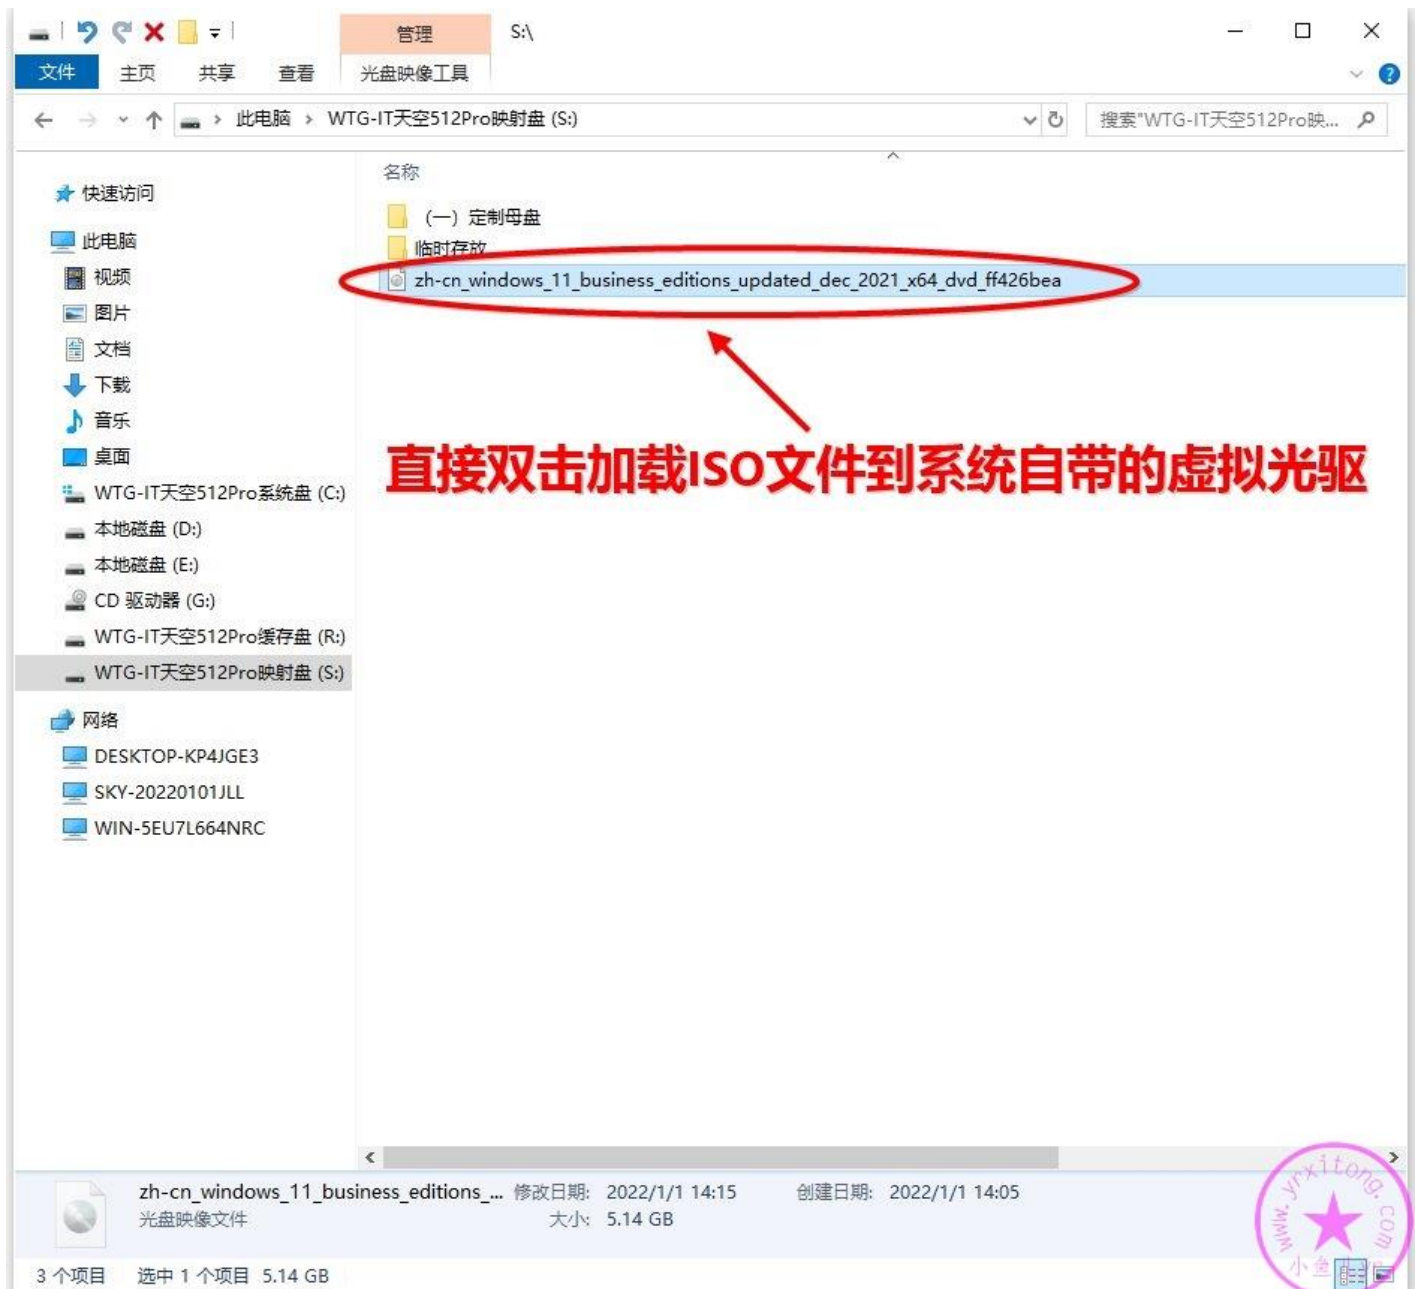 管理 S:\
文件 主页 共享 查看 光盘映像工具
此电脑 › WTG-IT天空512Pro映射盘 (S:) 搜索"WTG-IT天空512Pro映...
名称
快速访问
此电脑
视频
图片
文档
下载
音乐
桌面
WTG-IT天空512Pro系统盘 (C:)
本地磁盘 (D:)
本地磁盘 (E:)
CD 驱动器 (G:)
WTG-IT天空512Pro缓存盘 (R:)
WTG-IT天空512Pro映射盘 (S:)
网络
DESKTOP-KP4JGE3
SKY-20220101JLL
WIN-5EU7L664NRC
（一）定制母盘
临时存放
zh-cn_windows_11_business_editions_updated_dec_2021_x64_dvd_ff426bea
直接双击加载ISO文件到系统自带的虚拟光驱
zh-cn_windows_11_business_editions_... 修改日期: 2022/1/1 14:15 创建日期: 2022/1/1 14:05
光盘映像文件 大小: 5.14 GB
3 个项目 选中 1 个项目 5.14 GB
www.yrxitong.com
小鱼